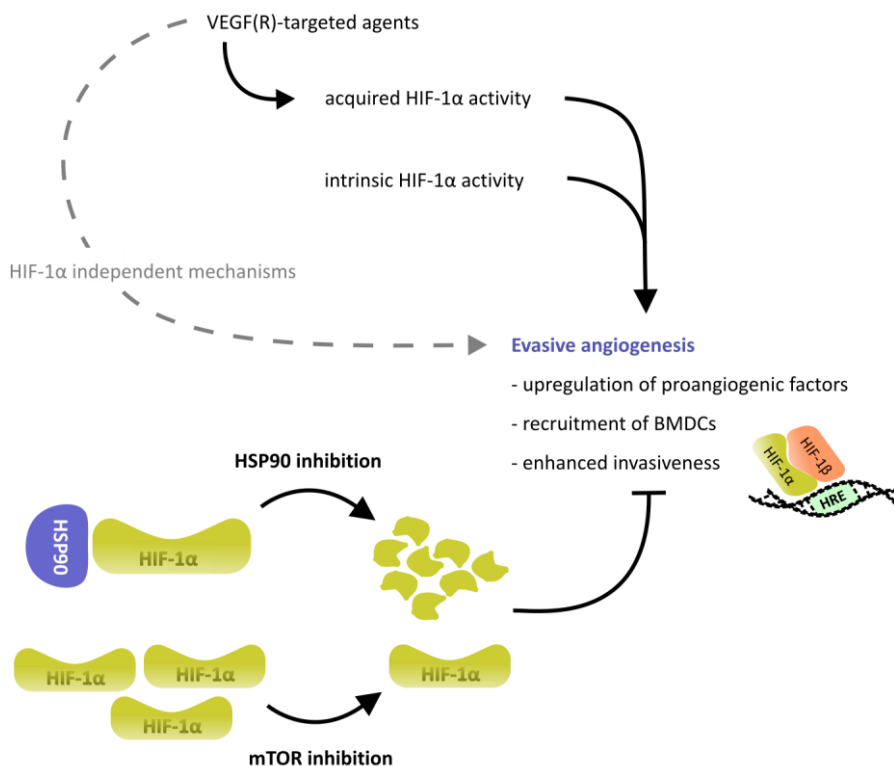 VEGF(R)-targeted agents
acquired HIF-1α activity
intrinsic HIF-1α activity
HIF-1α independent mechanisms
Evasive angiogenesis
- upregulation of proangiogenic factors
- recruitment of BMDCs
- enhanced invasiveness
HIF-1α
HIF-1β
HRE
HSP90 inhibition
HSP90
HIF-1α
HIF-1α
HIF-1α
HIF-1α
HIF-1α
mTOR inhibition